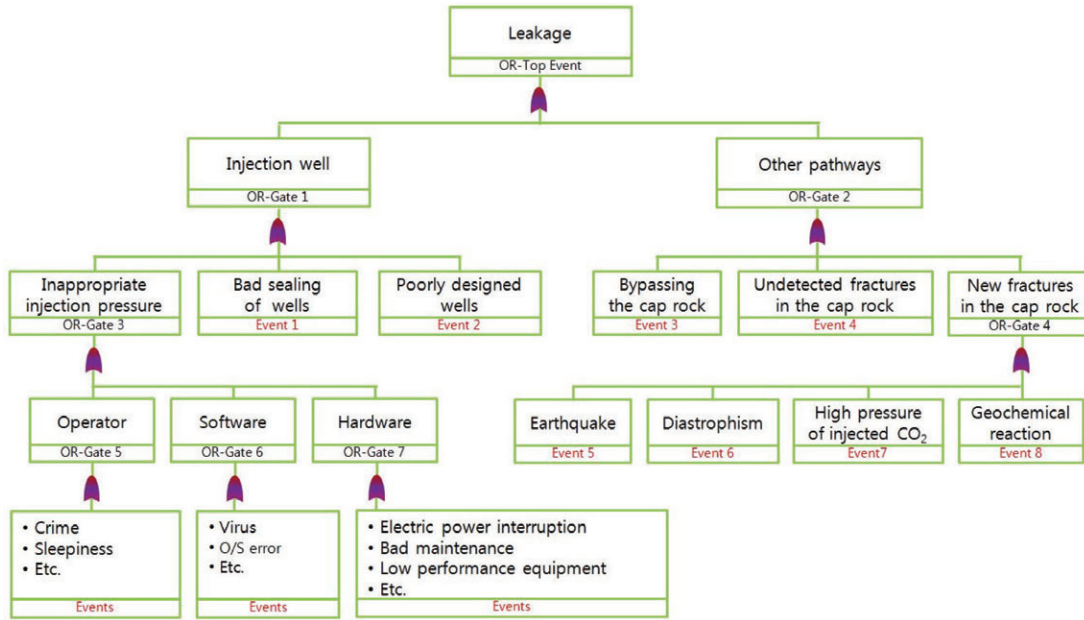 Leakage
OR-Top Event
Injection well
OR-Gate 1
Other pathways
OR-Gate 2
Inappropriate
injection pressure
OR-Gate 3
Bad sealing
of wells
Event 1
Poorly designed
wells
Event 2
Bypassing
the cap rock
Event 3
Undetected fractures
in the cap rock
Event 4
New fractures
in the cap rock
OR-Gate 4
Operator
OR-Gate 5
Software
OR-Gate 6
Hardware
OR-Gate 7
Earthquake
Event 5
Diastrophism
Event 6
High pressure
of injected CO₂
Event7
Geochemical
reaction
Event 8
• Crime
• Sleepiness
• Etc.
Events
• Virus
• O/S error
• Etc.
Events
• Electric power interruption
• Bad maintenance
• Low performance equipment
• Etc.
Events